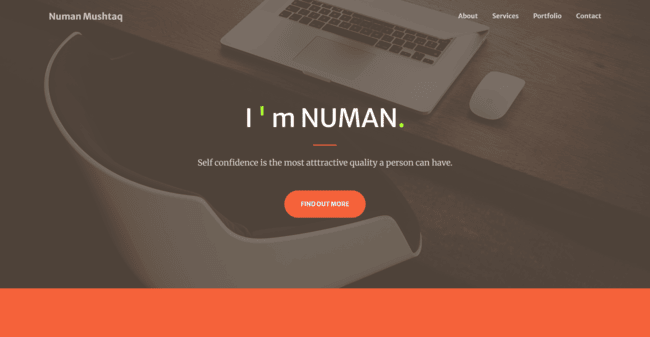 Numan Mushtaq
About Services Portfolio Contact
I ' m NUMAN.
Self confidence is the most atttractive quality a person can have.
FIND OUT MORE